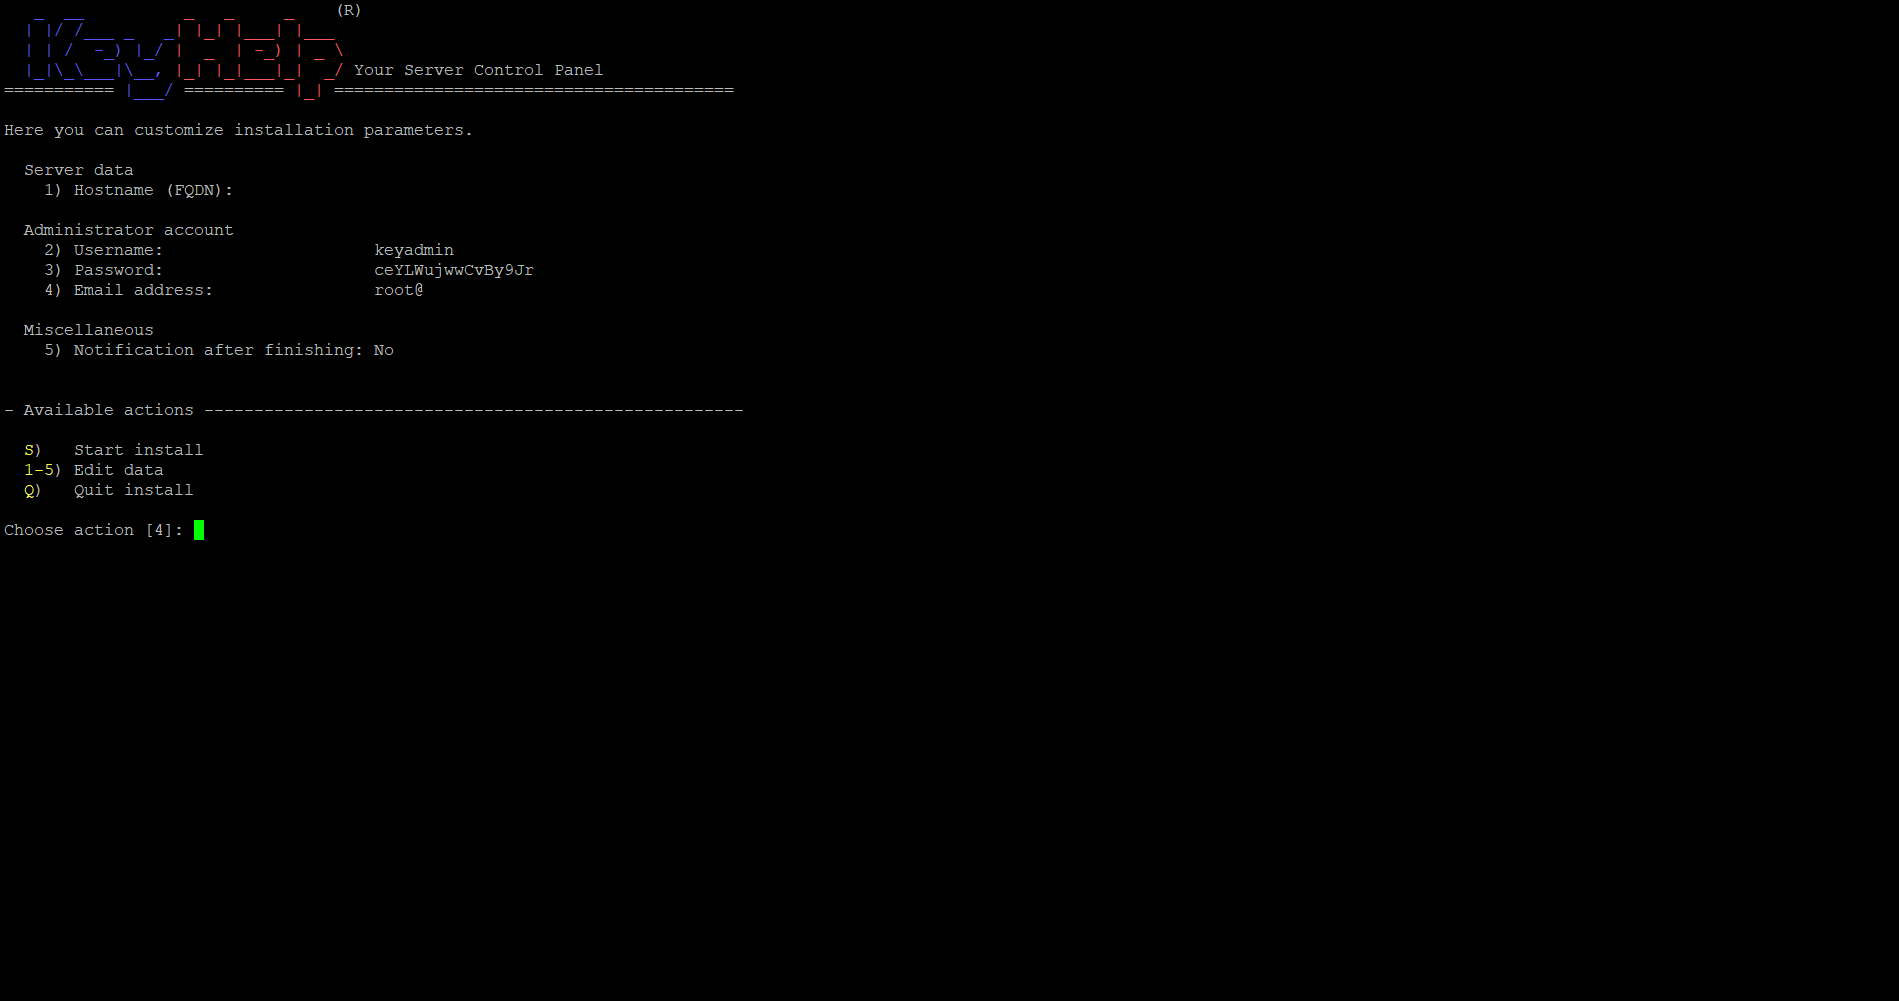 (R)
KeyHelp
Your Server Control Panel
Here you can customize installation parameters.
Server data
1) Hostname (FQDN):
Administrator account
2) Username: keyadmin
3) Password: ceYLWujwwCvBy9Jr
4) Email address: root@
Miscellaneous
5) Notification after finishing: No
- Available actions ------------------------------------------------------
S) Start install
1-5) Edit data
Q) Quit install
Choose action [4]: